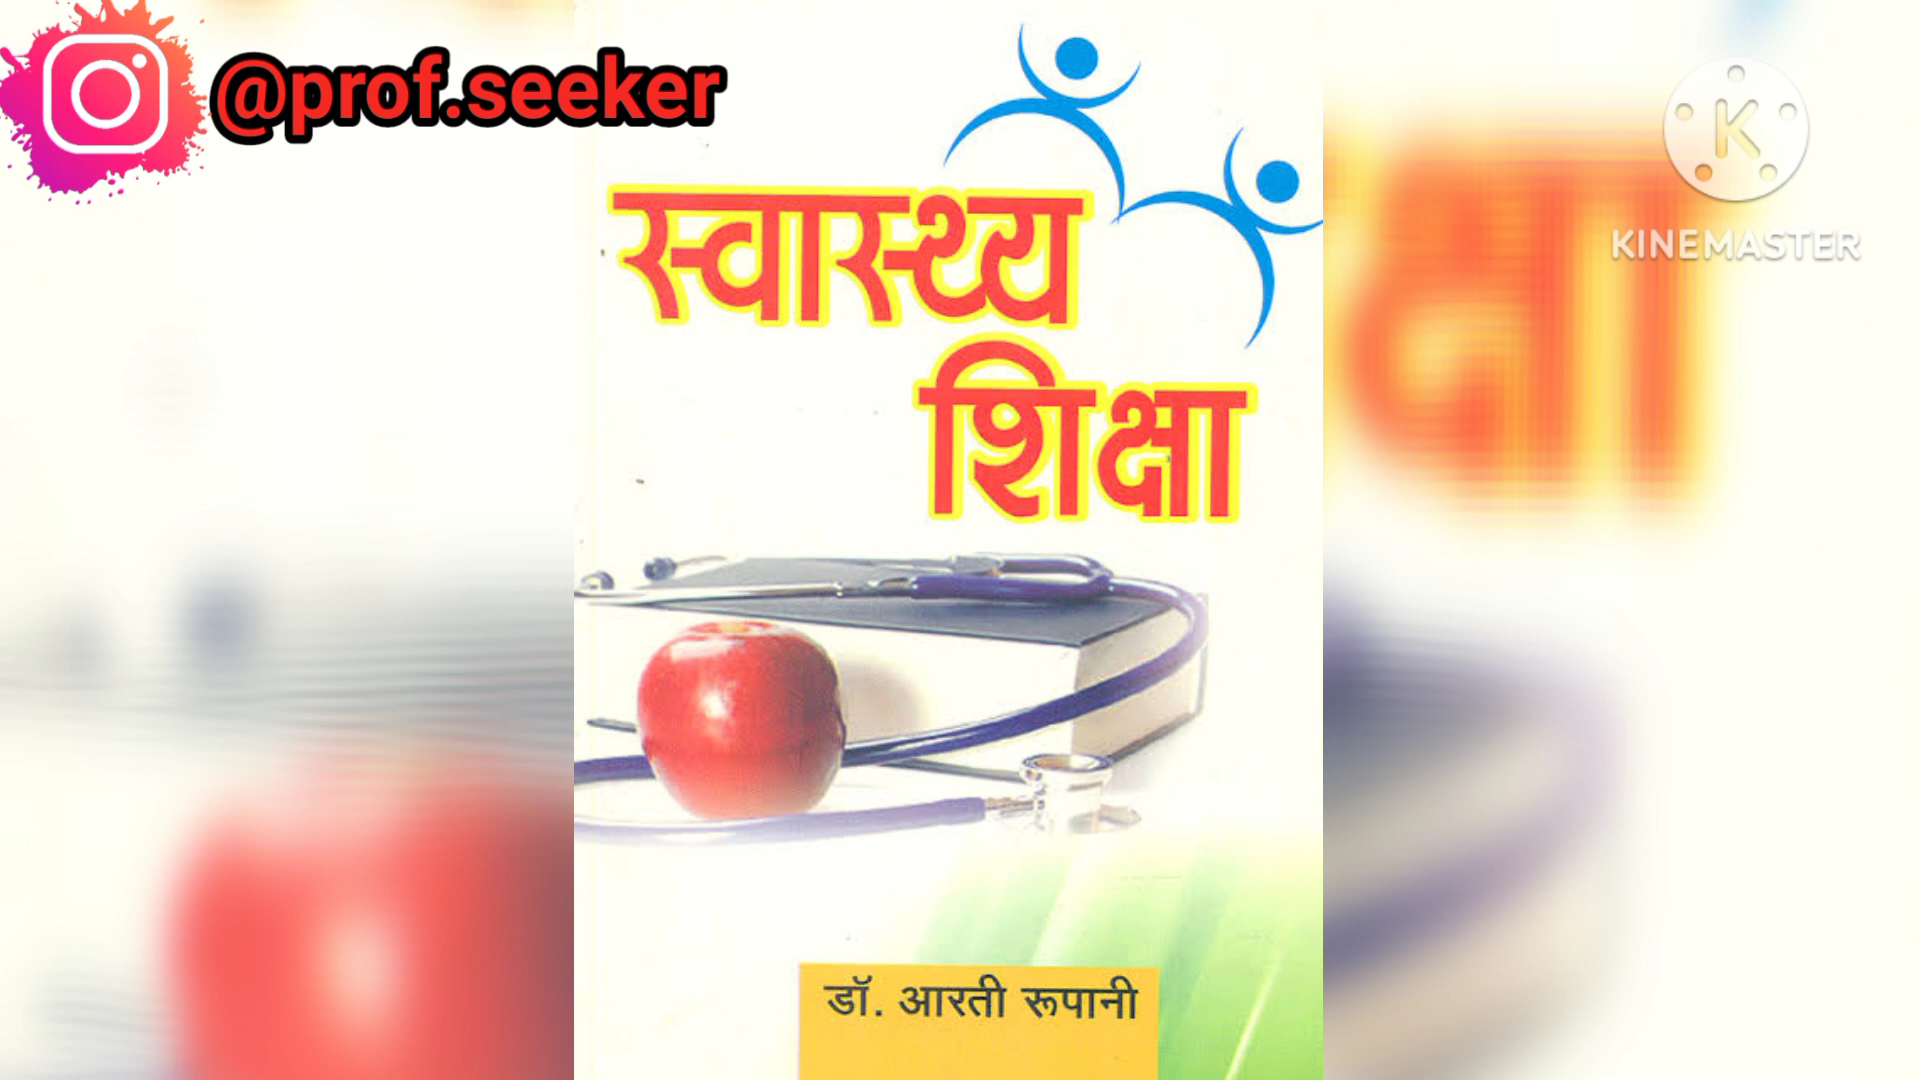 @prof.seeker
K
KINEMASTER
स्वास्थ्य
शिक्षा
डॉ. आरती रूपानी